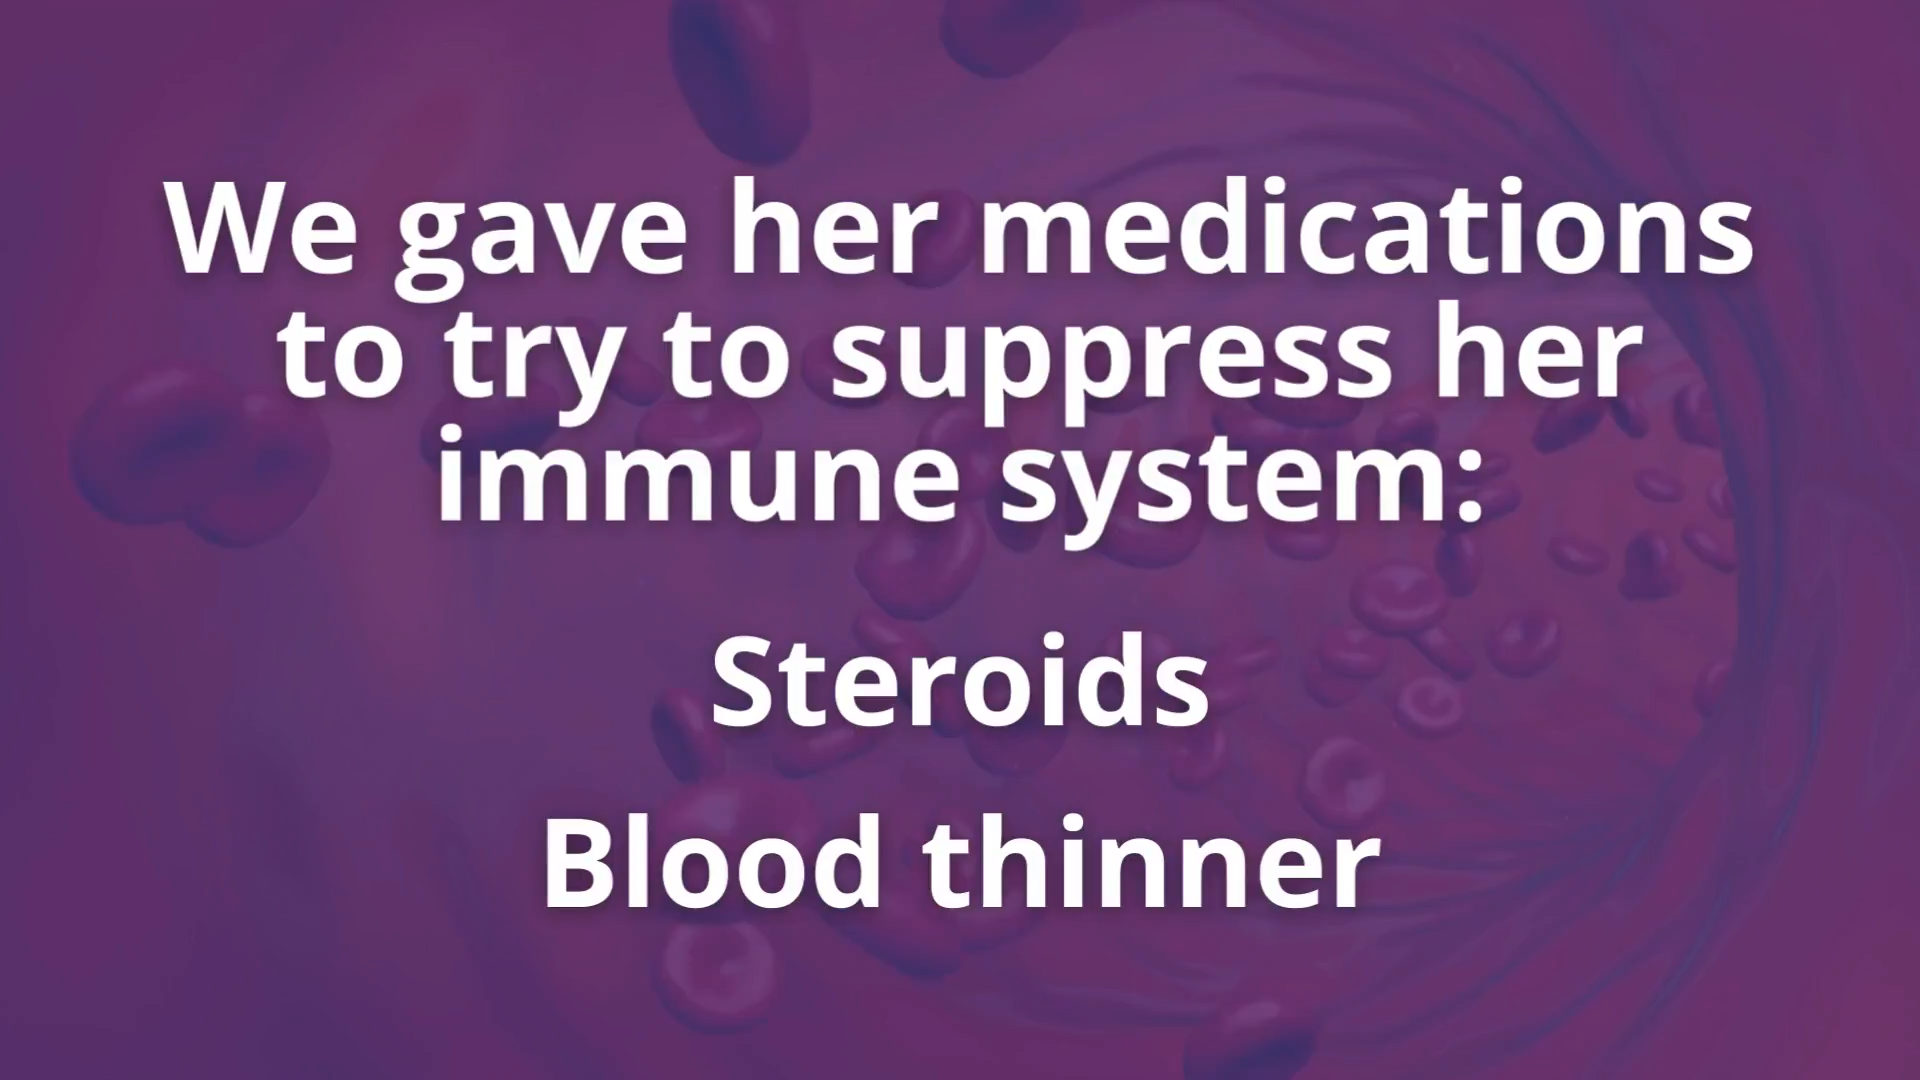 We gave her medications
to try to suppress her
immune system:
Steroids
Blood thinner